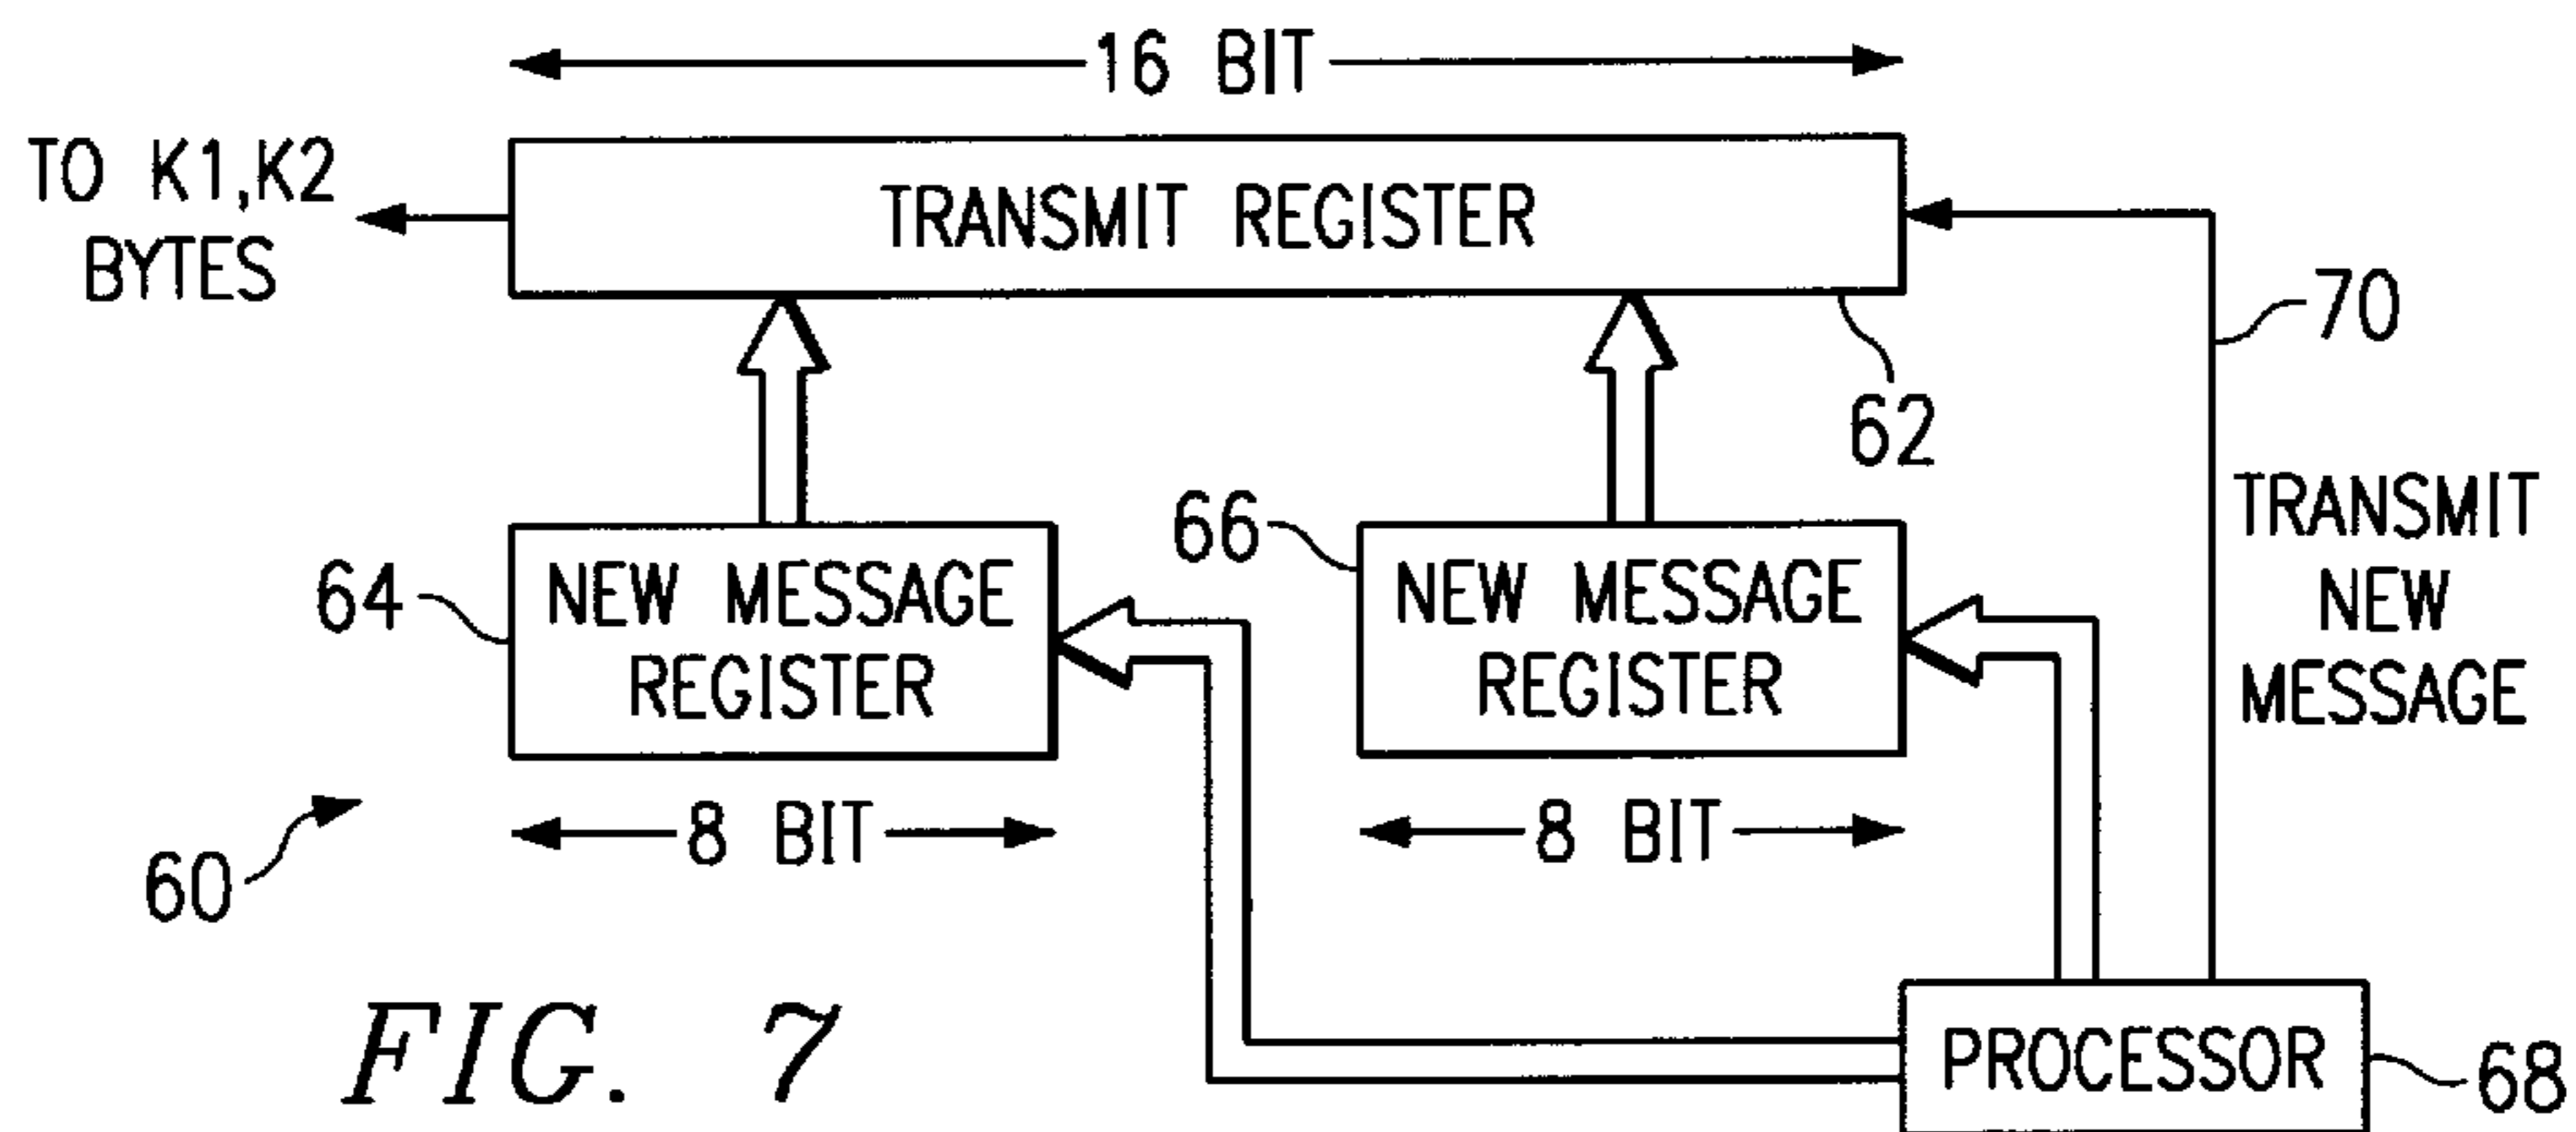 16 BIT
TO K1,K2
BYTES
TRANSMIT REGISTER
70
62
66
64
NEW MESSAGE
REGISTER
NEW MESSAGE
REGISTER
TRANSMIT
NEW
MESSAGE
8 BIT
8 BIT
60
FIG. 7
PROCESSOR
68